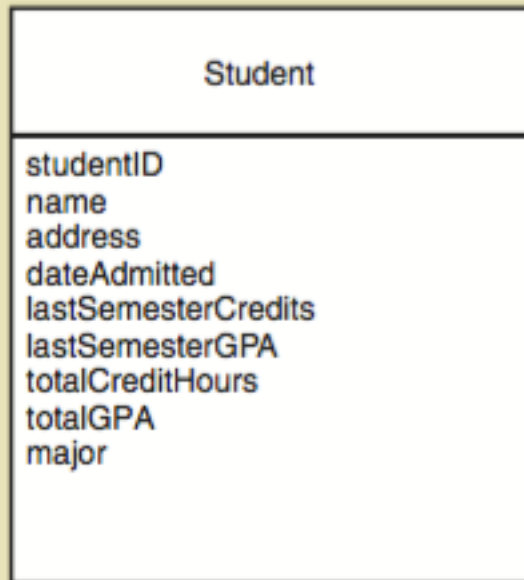 Student
studentID
name
address
dateAdmitted
lastSemesterCredits
lastSemesterGPA
totalCreditHours
totalGPA
major